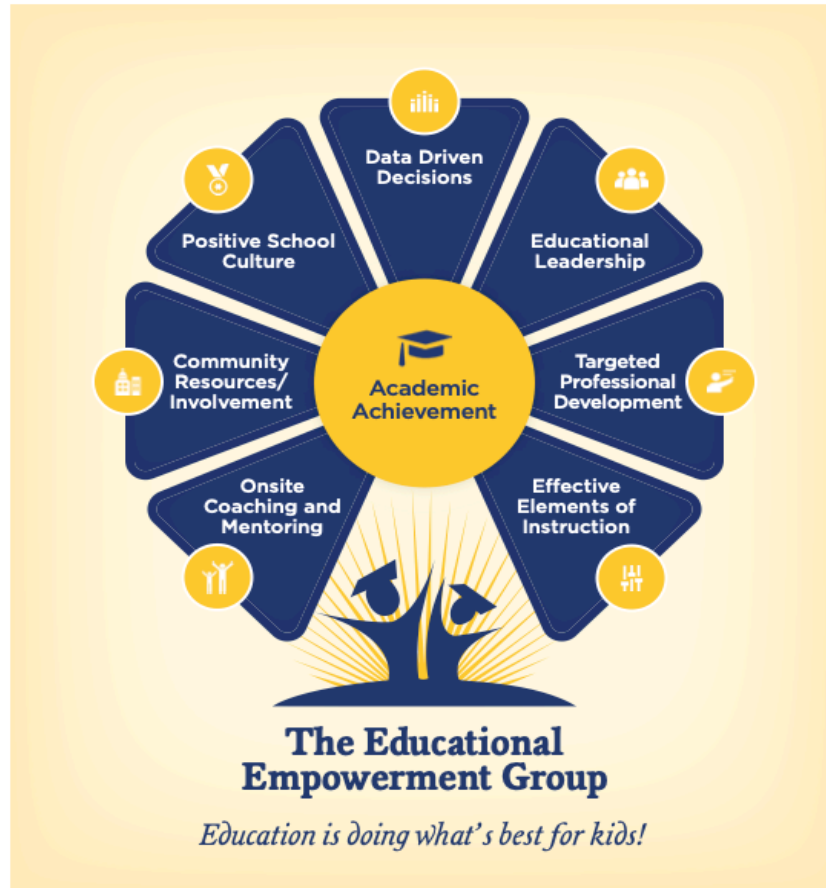 Data Driven
Decisions
Positive School
Culture
Educational
Leadership
Community
Resources/
Involvement
Academic
Achievement
Targeted
Professional
Development
Onsite
Coaching and
Mentoring
Effective
Elements of
Instruction
The Educational
Empowerment Group
Education is doing what's best for kids!